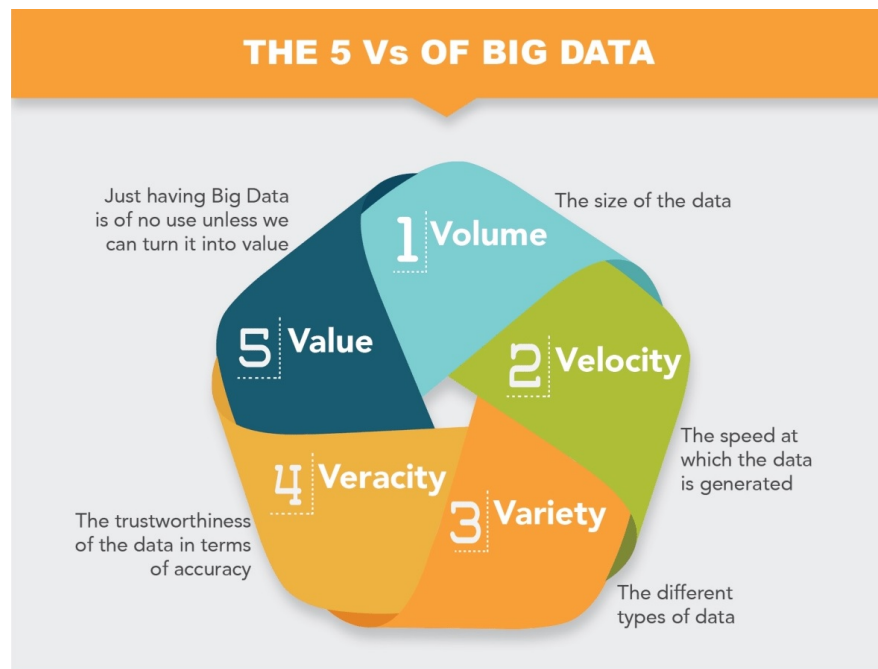 THE 5 Vs OF BIG DATA
1 Volume
The size of the data
2 Velocity
The speed at
which the data
is generated
3 Variety
The different
types of data
4 Veracity
The trustworthiness
of the data in terms
of accuracy
5 Value
Just having Big Data
is of no use unless we
can turn it into value